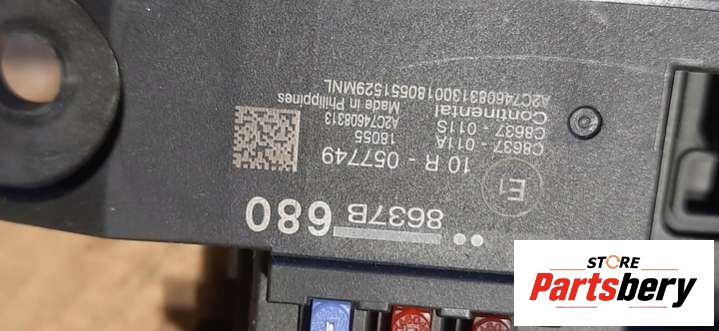 8637B 680
E1
10 R - 057749
C8637 - 011A 18055
C8637 - 011S A2C74608313
Continental Made in Philippines
A2C7460831300180551529MNL
STORE
Partsbery